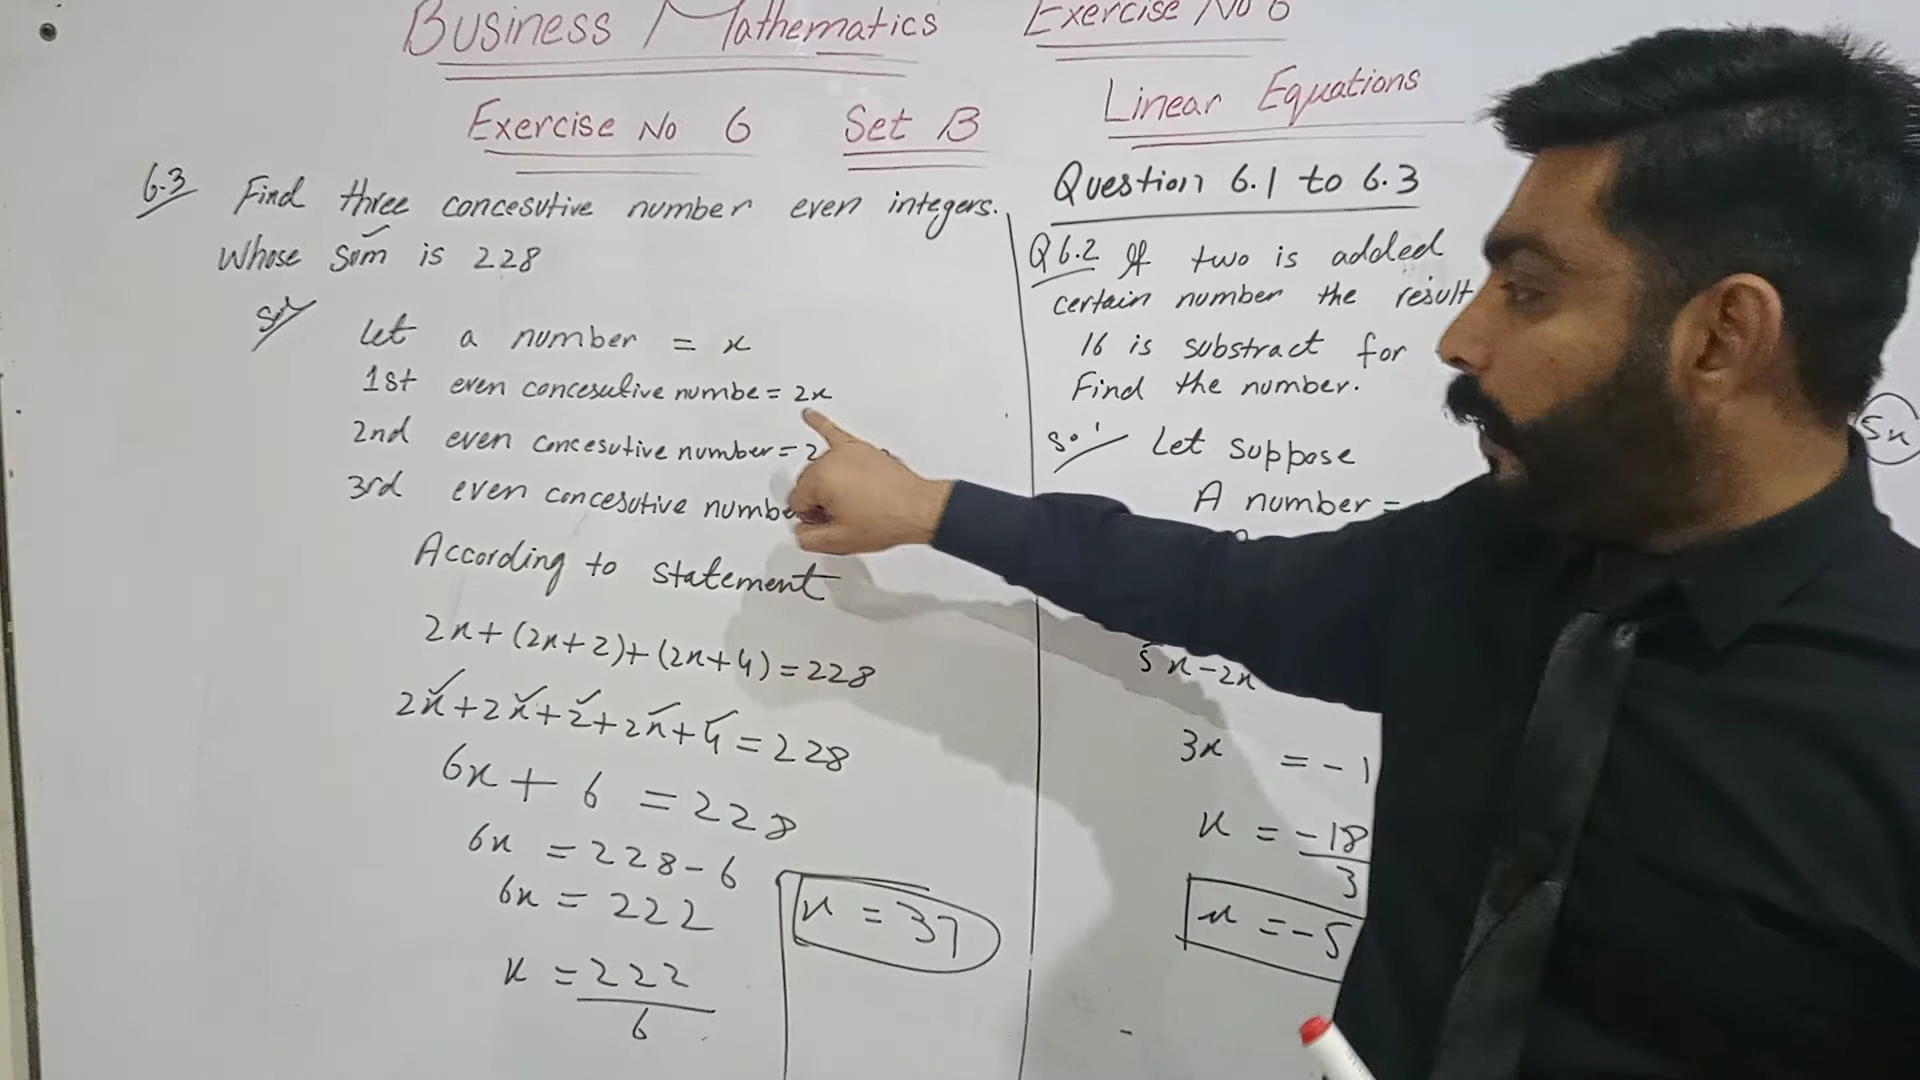 Business Mathematics
Exercise No 6 Set B
6.3 Find three concesutive number even integers.
Whose sum is 228
Sol
Let a number = x
1st even concesutive numbe = 2x
2nd even concesutive number = 2
3rd even concesutive numbe
According to statement
2x+(2x+2)+(2x+4)=228
2x+2x+2+2x+4=228
6x + 6 = 228
6x = 228-6
6x = 222
x = 222
6
x = 37
Exercise No 6
Linear Equations
Question 6.1 to 6.3
Q6.2 If two is added
certain number the result
16 is substract for
Find the number.
Sol Let suppose
A number =
5x-2x
3x = -1
x = -18
3
x = -5
5x